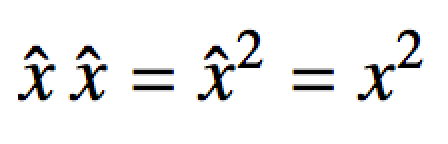 x̂ x̂ = x̂² = x²